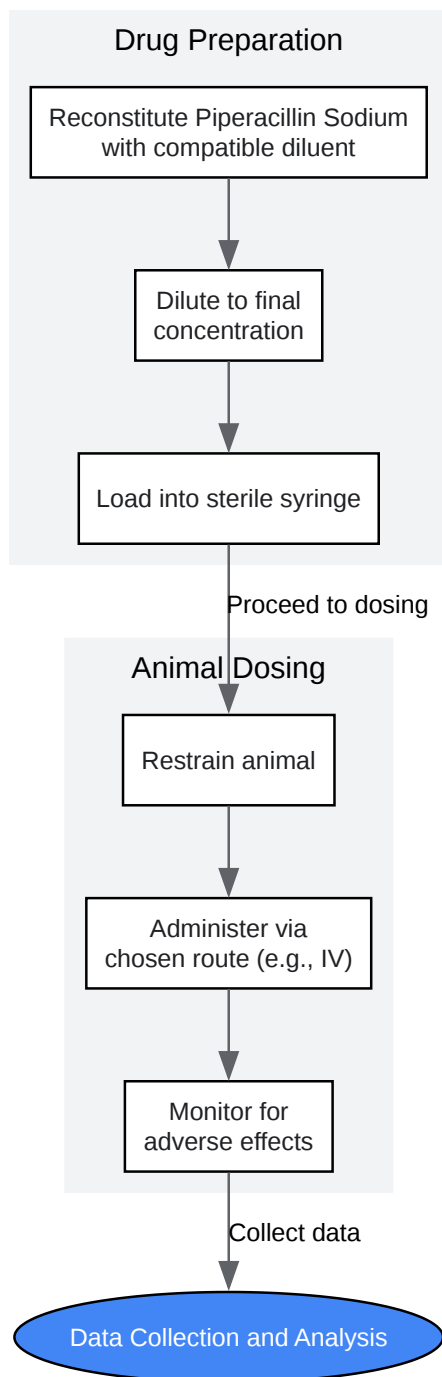 Drug Preparation
Reconstitute Piperacillin Sodium
with compatible diluent
Dilute to final
concentration
Load into sterile syringe
Proceed to dosing
Animal Dosing
Restrain animal
Administer via
chosen route (e.g., IV)
Monitor for
adverse effects
Collect data
Data Collection and Analysis